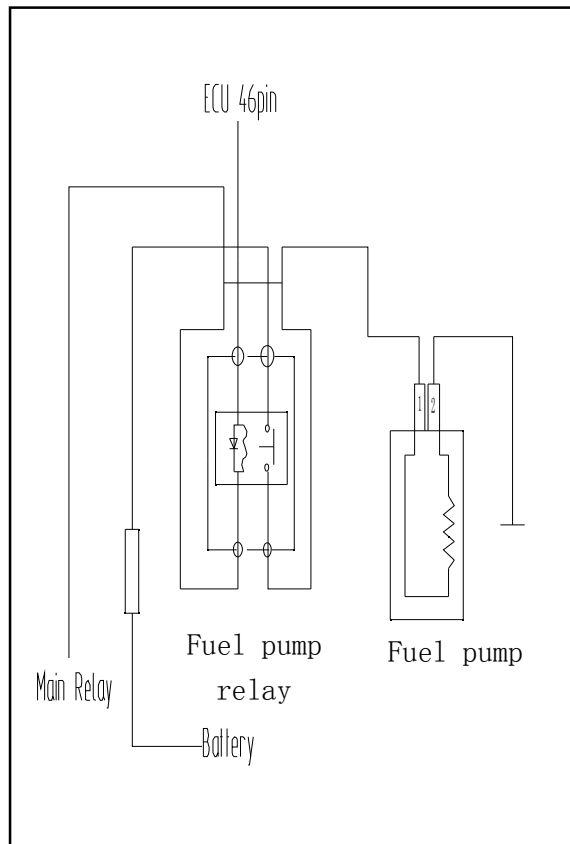 ECU 46pin
1 2
Fuel pump
relay
Fuel pump
Main Relay
Battery